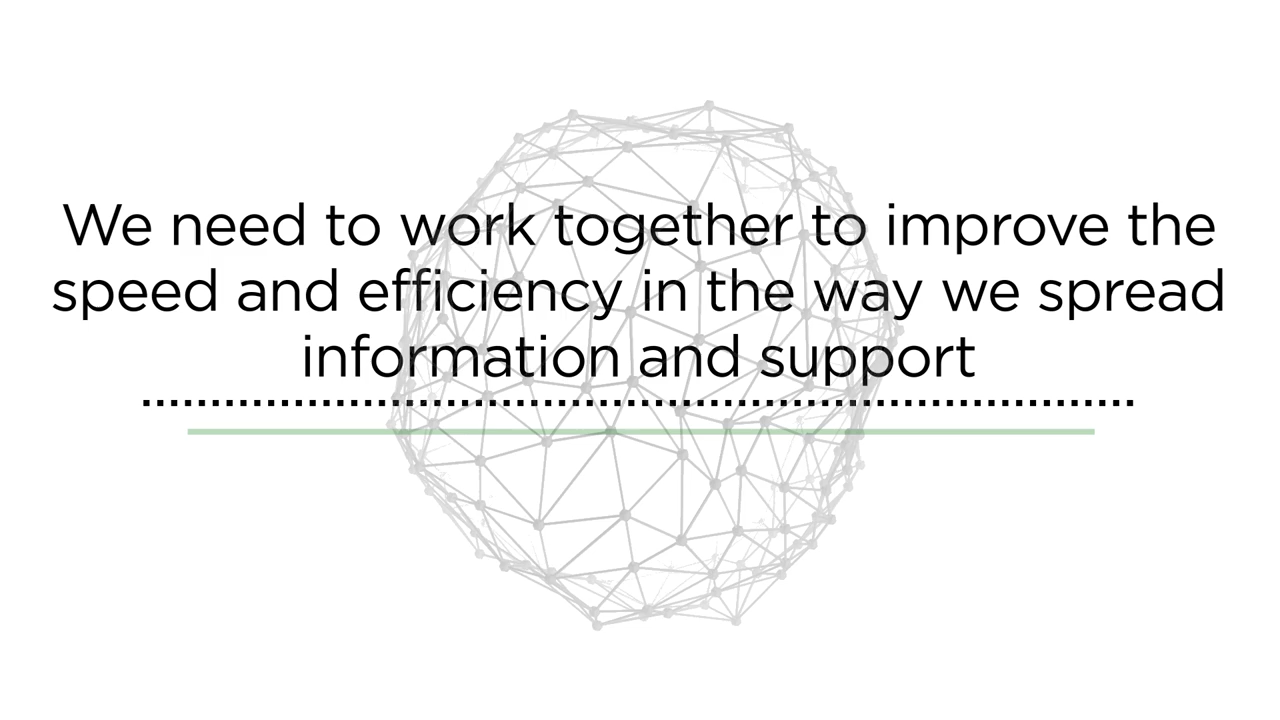 We need to work together to improve the
speed and efficiency in the way we spread
information and support